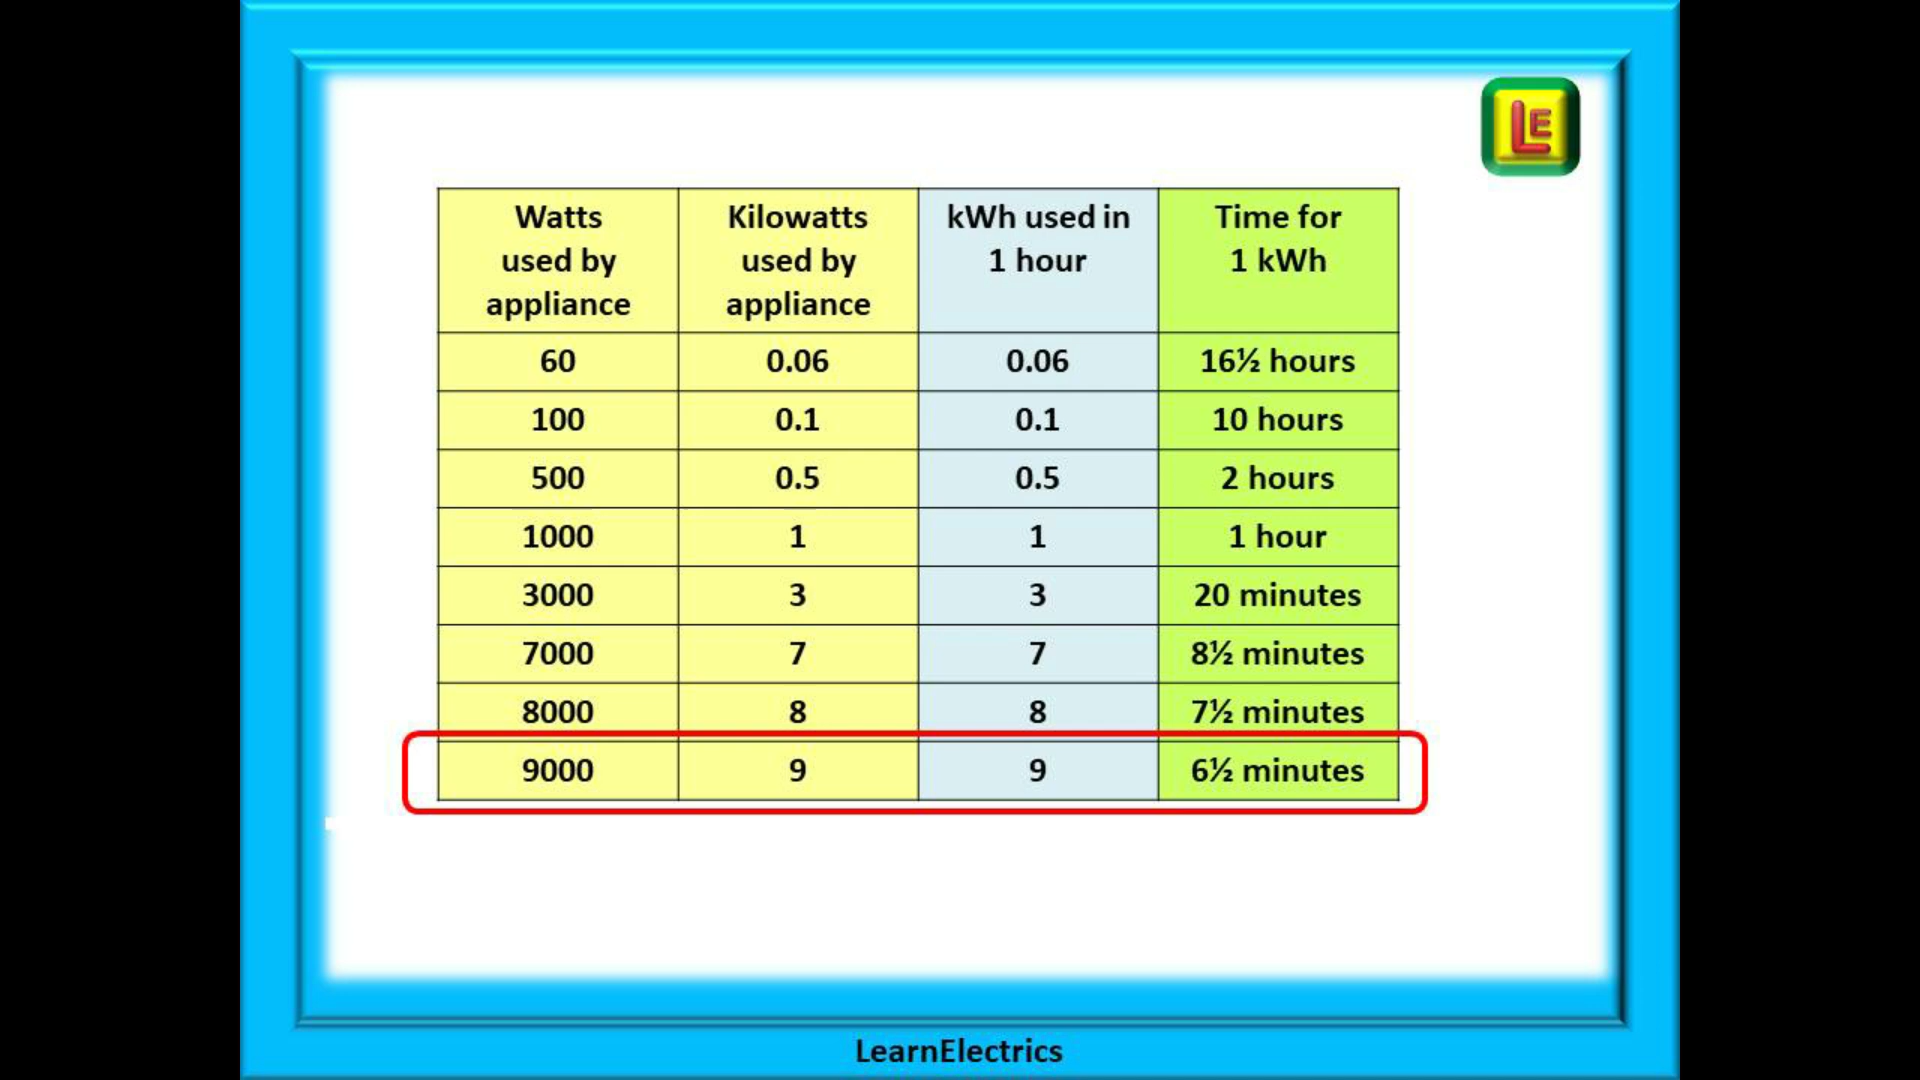 LE
Watts used by appliance Kilowatts used by appliance kWh used in 1 hour Time for 1 kWh
60 0.06 0.06 16½ hours
100 0.1 0.1 10 hours
500 0.5 0.5 2 hours
1000 1 1 1 hour
3000 3 3 20 minutes
7000 7 7 8½ minutes
8000 8 8 7½ minutes
9000 9 9 6½ minutes
LearnElectrics